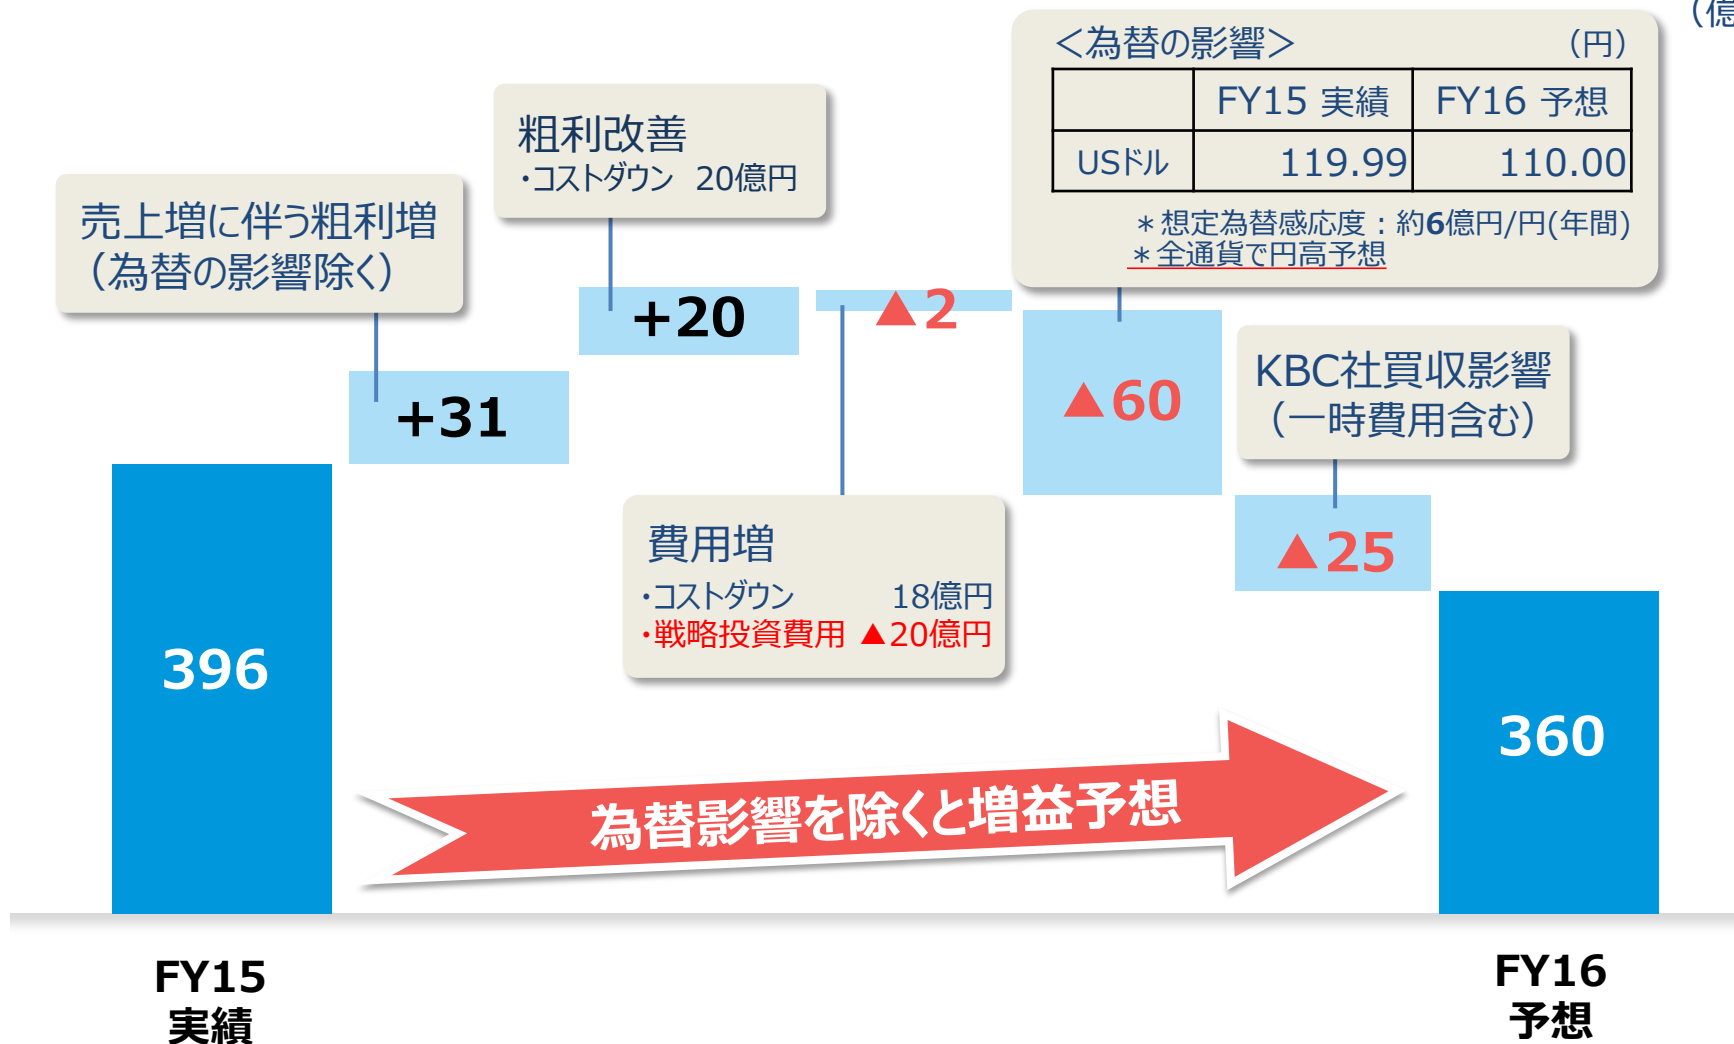 （億
＜為替の影響＞ （円）
FY15 実績 FY16 予想
USドル 119.99 110.00
＊想定為替感応度：約6億円/円(年間)
＊全通貨で円高予想
粗利改善
・コストダウン 20億円
売上増に伴う粗利増
（為替の影響除く）
+20
▲2
+31
▲60
KBC社買収影響
（一時費用含む）
▲25
費用増
・コストダウン 18億円
・戦略投資費用 ▲20億円
396
360
為替影響を除くと増益予想
FY15
実績
FY16
予想